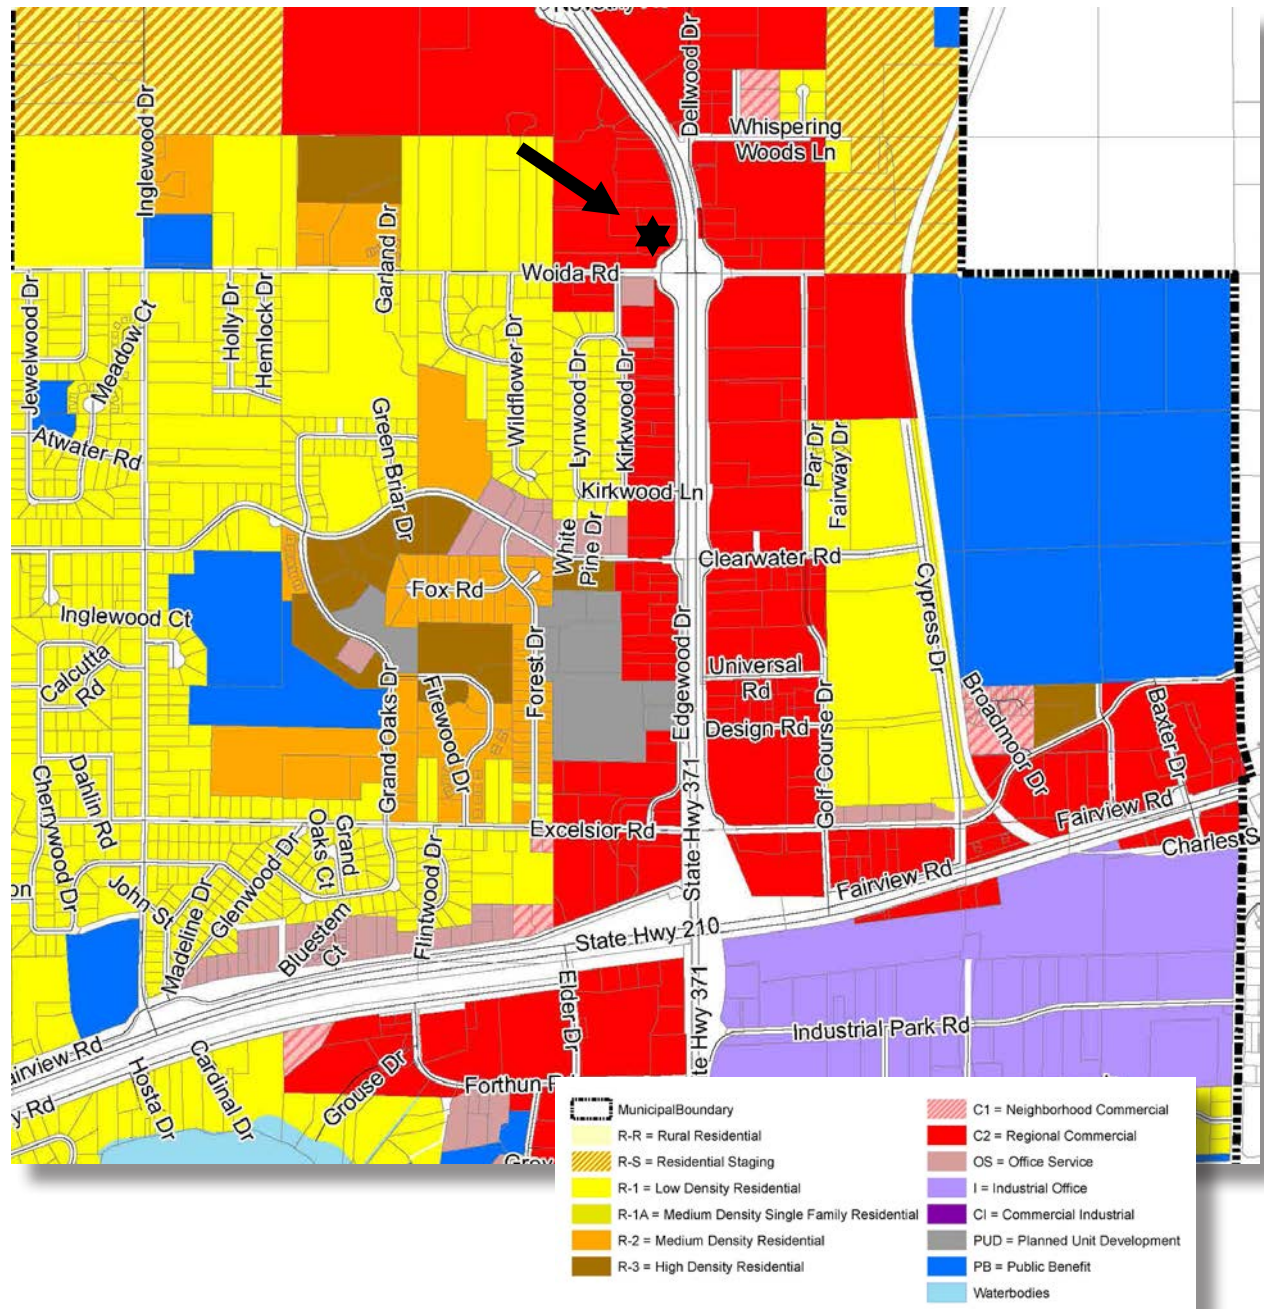 Inglewood Dr
Dellwood Dr
Whispering
Woods Ln
Garland Dr
Woida Rd
Jewelwood Dr
Meadow Ct
Holly Dr
Hemlock Dr
Wildflower Dr
Lynwood Dr
Kirkwood Dr
Atwater Rd
Green Briar Dr
Par Dr
Fairway Dr
Kirkwood Ln
White
Pine Dr
Clearwater Rd
Fox Rd
Cypress Dr
Inglewood Ct
Calcutta
Rd
Forest Dr
Edgewood Dr
Universal
Rd
Grand Oaks Dr
Firewood Dr
Design Rd
Golf Course Dr
Broadmoor Dr
Baxter Dr
Cherrywood Dr
Dahlin Rd
State Hwy 371
Fairview Rd
Excelsior Rd
Grand
Oaks Ct
Charles S
on
John St
Madeline Dr
Glenwood Dr
Bluestem
Ct
Flintwood Dr
Fairview Rd
State Hwy 210
te Hwy 371
Elder Dr
Industrial Park Rd
airview Rd
y Rd
Hosta Dr
Cardinal Dr
Grouse Dr
Forthun
MunicipalBoundary
R-R = Rural Residential
R-S = Residential Staging
R-1 = Low Density Residential
R-1A = Medium Density Single Family Residential
R-2 = Medium Density Residential
R-3 = High Density Residential
C1 = Neighborhood Commercial
C2 = Regional Commercial
OS = Office Service
I = Industrial Office
CI = Commercial Industrial
PUD = Planned Unit Development
PB = Public Benefit
Waterbodies